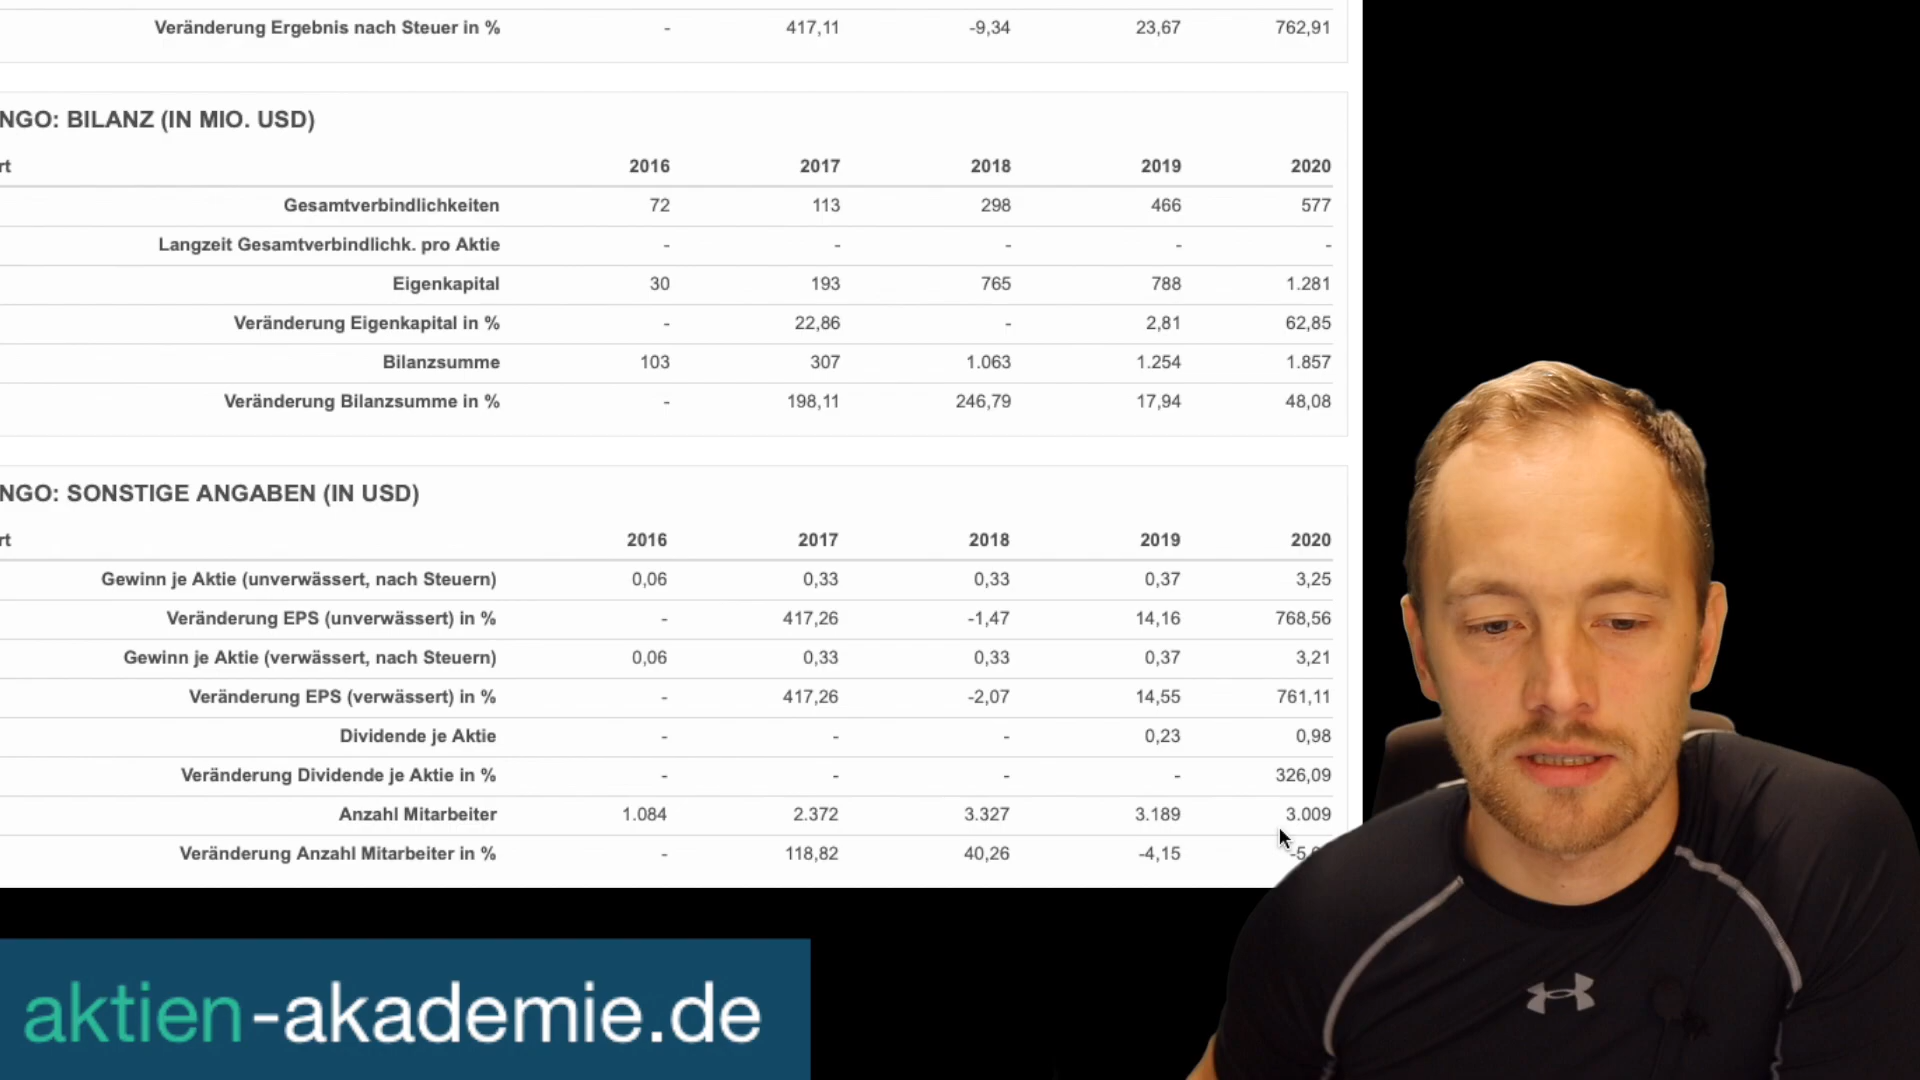 Veränderung Ergebnis nach Steuer in % - 417,11 -9,34 23,67 762,91
NGO: BILANZ (IN MIO. USD)
rt 2016 2017 2018 2019 2020
Gesamtverbindlichkeiten 72 113 298 466 577
Langzeit Gesamtverbindlichk. pro Aktie - - - - -
Eigenkapital 30 193 765 788 1.281
Veränderung Eigenkapital in % - 22,86 - 2,81 62,85
Bilanzsumme 103 307 1.063 1.254 1.857
Veränderung Bilanzsumme in % - 198,11 246,79 17,94 48,08
NGO: SONSTIGE ANGABEN (IN USD)
rt 2016 2017 2018 2019 2020
Gewinn je Aktie (unverwässert, nach Steuern) 0,06 0,33 0,33 0,37 3,25
Veränderung EPS (unverwässert) in % - 417,26 -1,47 14,16 768,56
Gewinn je Aktie (verwässert, nach Steuern) 0,06 0,33 0,33 0,37 3,21
Veränderung EPS (verwässert) in % - 417,26 -2,07 14,55 761,11
Dividende je Aktie - - - 0,23 0,98
Veränderung Dividende je Aktie in % - - - - 326,09
Anzahl Mitarbeiter 1.084 2.372 3.327 3.189 3.009
Veränderung Anzahl Mitarbeiter in % - 118,82 40,26 -4,15
aktien-akademie.de